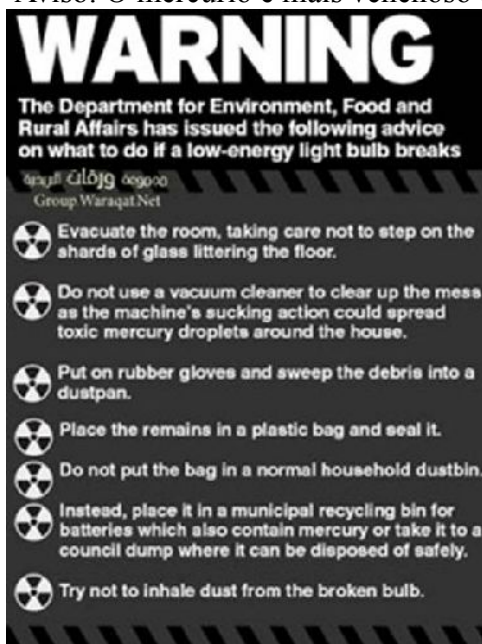 Aviso: O mercúrio é mais venenoso
WARNING
The Department for Environment, Food and
Rural Affairs has issued the following advice
on what to do if a low-energy light bulb breaks
Group.Waraqat.Net
Evacuate the room, taking care not to step on the
shards of glass littering the floor.
Do not use a vacuum cleaner to clear up the mess
as the machine's sucking action could spread
toxic mercury droplets around the house.
Put on rubber gloves and sweep the debris into a
dustpan.
Place the remains in a plastic bag and seal it.
Do not put the bag in a normal household dustbin.
Instead, place it in a municipal recycling bin for
batteries which also contain mercury or take it to a
council dump where it can be disposed of safely.
Try not to inhale dust from the broken bulb.